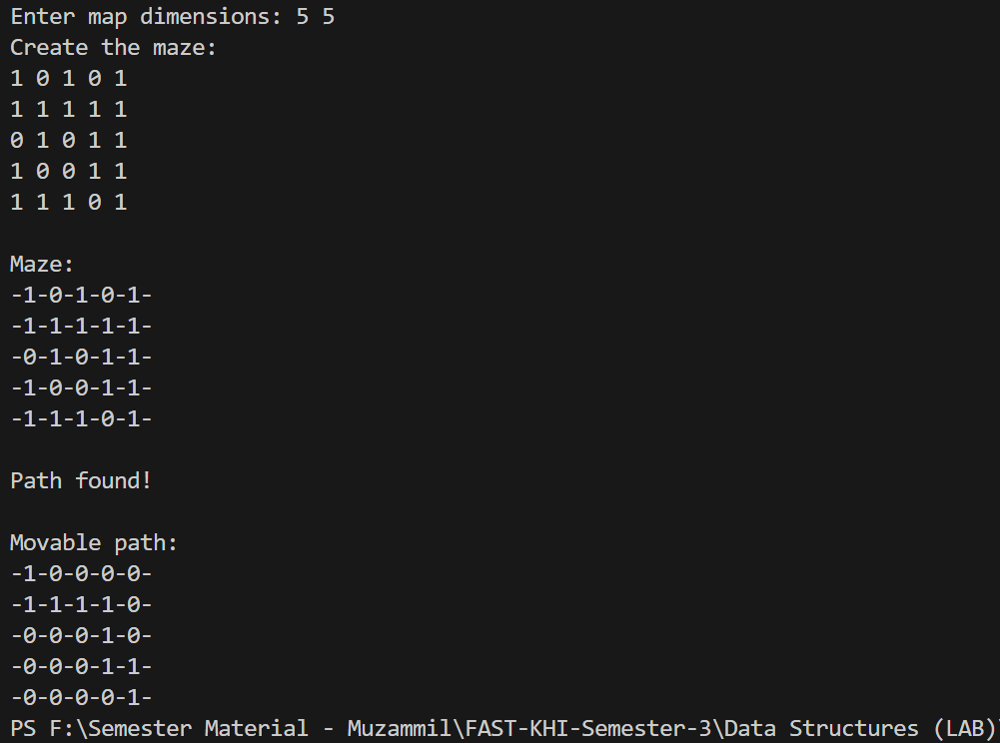 Enter map dimensions: 5 5
Create the maze:
1 0 1 0 1
1 1 1 1 1
0 1 0 1 1
1 0 0 1 1
1 1 1 0 1
Maze:
-1-0-1-0-1-
-1-1-1-1-1-
-0-1-0-1-1-
-1-0-0-1-1-
-1-1-1-0-1-
Path found!
Movable path:
-1-0-0-0-0-
-1-1-1-1-0-
-0-0-0-1-0-
-0-0-0-1-1-
-0-0-0-0-1-
PS F:\Semester Material - Muzammil\FAST-KHI-Semester-3\Data Structures (LAB)\